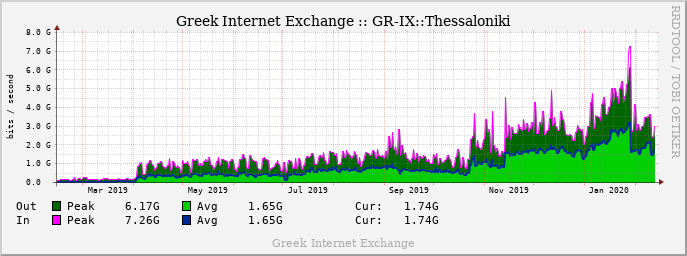 Greek Internet Exchange :: GR-IX::Thessaloniki
RRDTOOL / TOBI OETIKER
bits / second
8.0 G
7.0 G
6.0 G
5.0 G
4.0 G
3.0 G
2.0 G
1.0 G
0.0
Mar 2019 May 2019 Jul 2019 Sep 2019 Nov 2019 Jan 2020
Out Peak 6.17G Avg 1.65G Cur: 1.74G
In Peak 7.26G Avg 1.65G Cur: 1.74G
Greek Internet Exchange